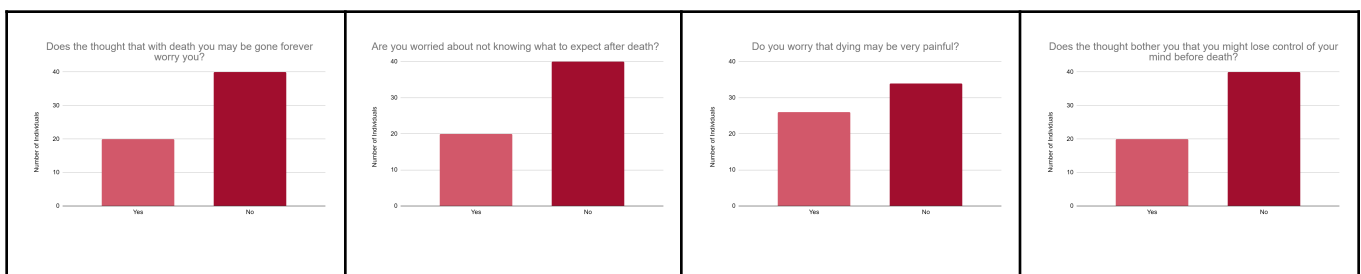 Does the thought that with death you may be gone forever
worry you?
40
30
20
10
0
Number of Individuals
Yes
No
Are you worried about not knowing what to expect after death?
40
30
20
10
0
Number of Individuals
Yes
No
Do you worry that dying may be very painful?
40
30
20
10
0
Number of Individuals
Yes
No
Does the thought bother you that you might lose control of your
mind before death?
40
30
20
10
0
Number of Individuals
Yes
No